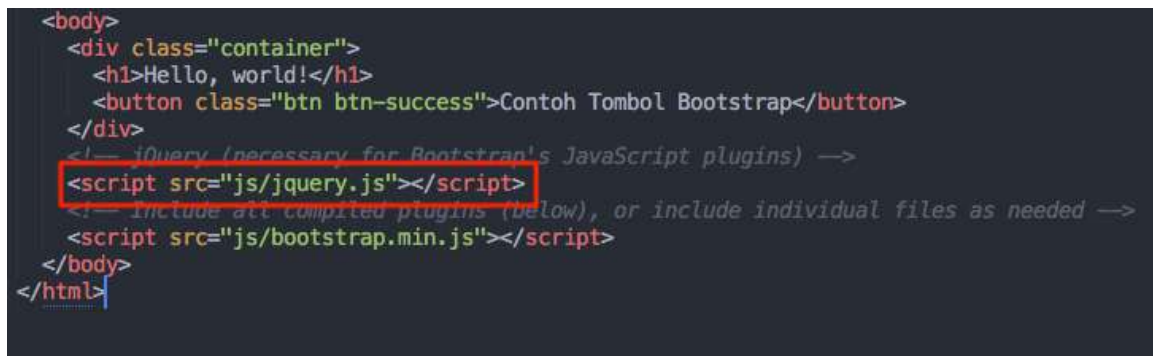 <body>
<div class="container">
<h1>Hello, world!</h1>
<button class="btn btn-success">Contoh Tombol Bootstrap</button>
</div>
<!-- jQuery (necessary for Bootstrap's JavaScript plugins) -->
<script src="js/jquery.js"></script>
<!-- Include all compiled plugins (below), or include individual files as needed -->
<script src="js/bootstrap.min.js"></script>
</body>
</html>